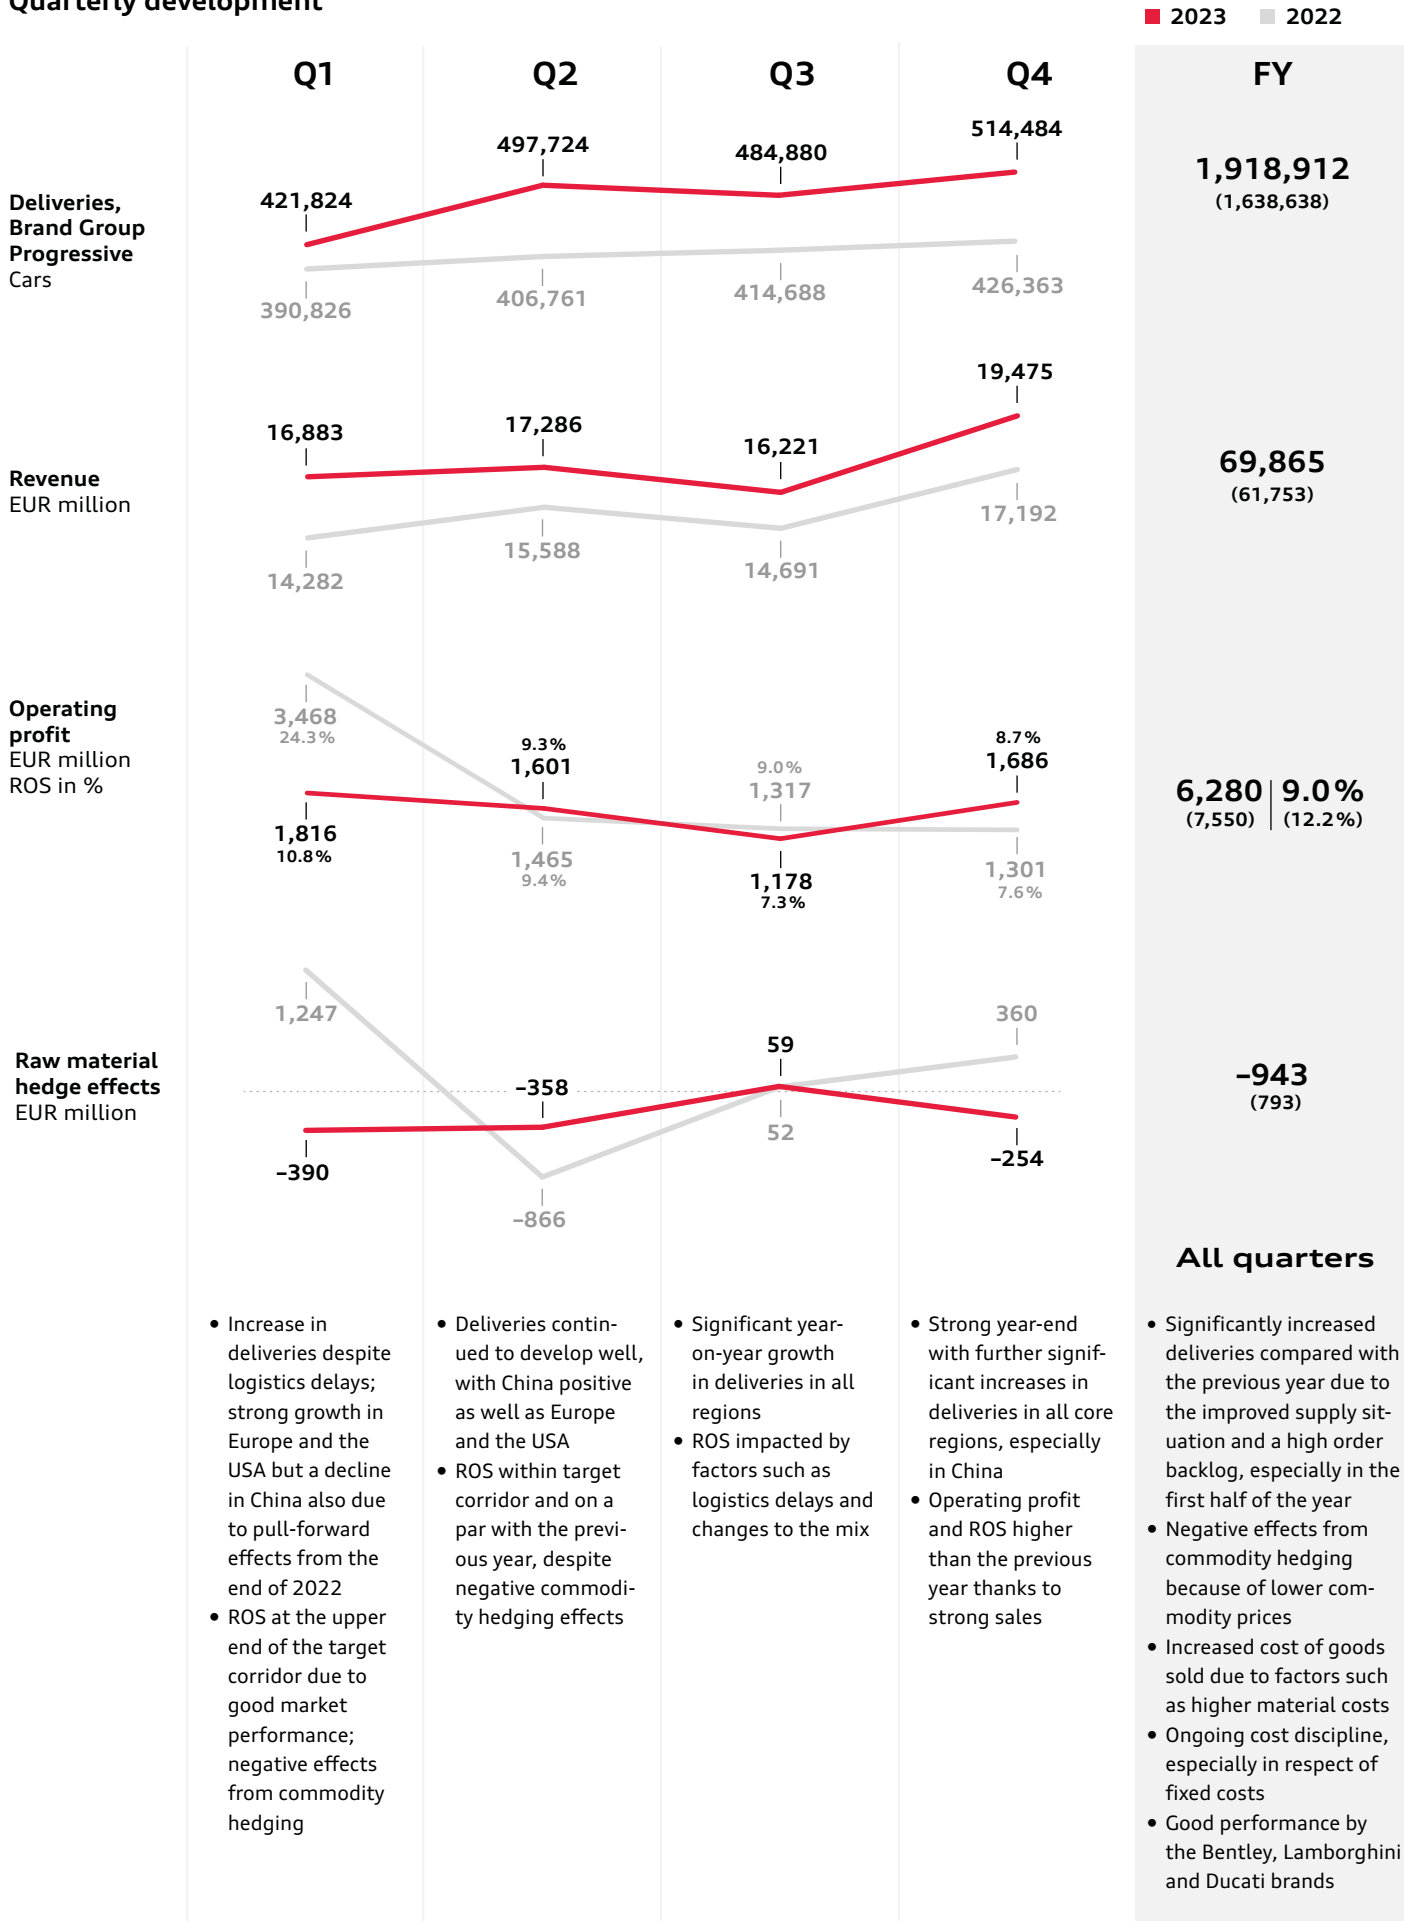 Quarterly development
2023 2022
Q1 Q2 Q3 Q4 FY
Deliveries,
Brand Group
Progressive
Cars
421,824 497,724 484,880 514,484
390,826 406,761 414,688 426,363
1,918,912
(1,638,638)
Revenue
EUR million
16,883 17,286 16,221 19,475
14,282 15,588 14,691 17,192
69,865
(61,753)
Operating
profit
EUR million
ROS in %
3,468
24.3%
1,816
10.8%
9.3%
1,601
1,465
9.4%
9.0%
1,317
1,178
7.3%
8.7%
1,686
1,301
7.6%
6,280 9.0%
(7,550) (12.2%)
Raw material
hedge effects
EUR million
1,247
–390
–358
–866
59
52
360
–254
–943
(793)
• Increase in
deliveries despite
logistics delays;
strong growth in
Europe and the
USA but a decline
in China also due
to pull-forward
effects from the
end of 2022
• ROS at the upper
end of the target
corridor due to
good market
performance;
negative effects
from commodity
hedging
• Deliveries contin-
ued to develop well,
with China positive
as well as Europe
and the USA
• ROS within target
corridor and on a
par with the previ-
ous year, despite
negative commodi-
ty hedging effects
• Significant year-
on-year growth
in deliveries in all
regions
• ROS impacted by
factors such as
logistics delays and
changes to the mix
• Strong year-end
with further signif-
icant increases in
deliveries in all core
regions, especially
in China
• Operating profit
and ROS higher
than the previous
year thanks to
strong sales
All quarters
• Significantly increased
deliveries compared with
the previous year due to
the improved supply sit-
uation and a high order
backlog, especially in the
first half of the year
• Negative effects from
commodity hedging
because of lower com-
modity prices
• Increased cost of goods
sold due to factors such
as higher material costs
• Ongoing cost discipline,
especially in respect of
fixed costs
• Good performance by
the Bentley, Lamborghini
and Ducati brands